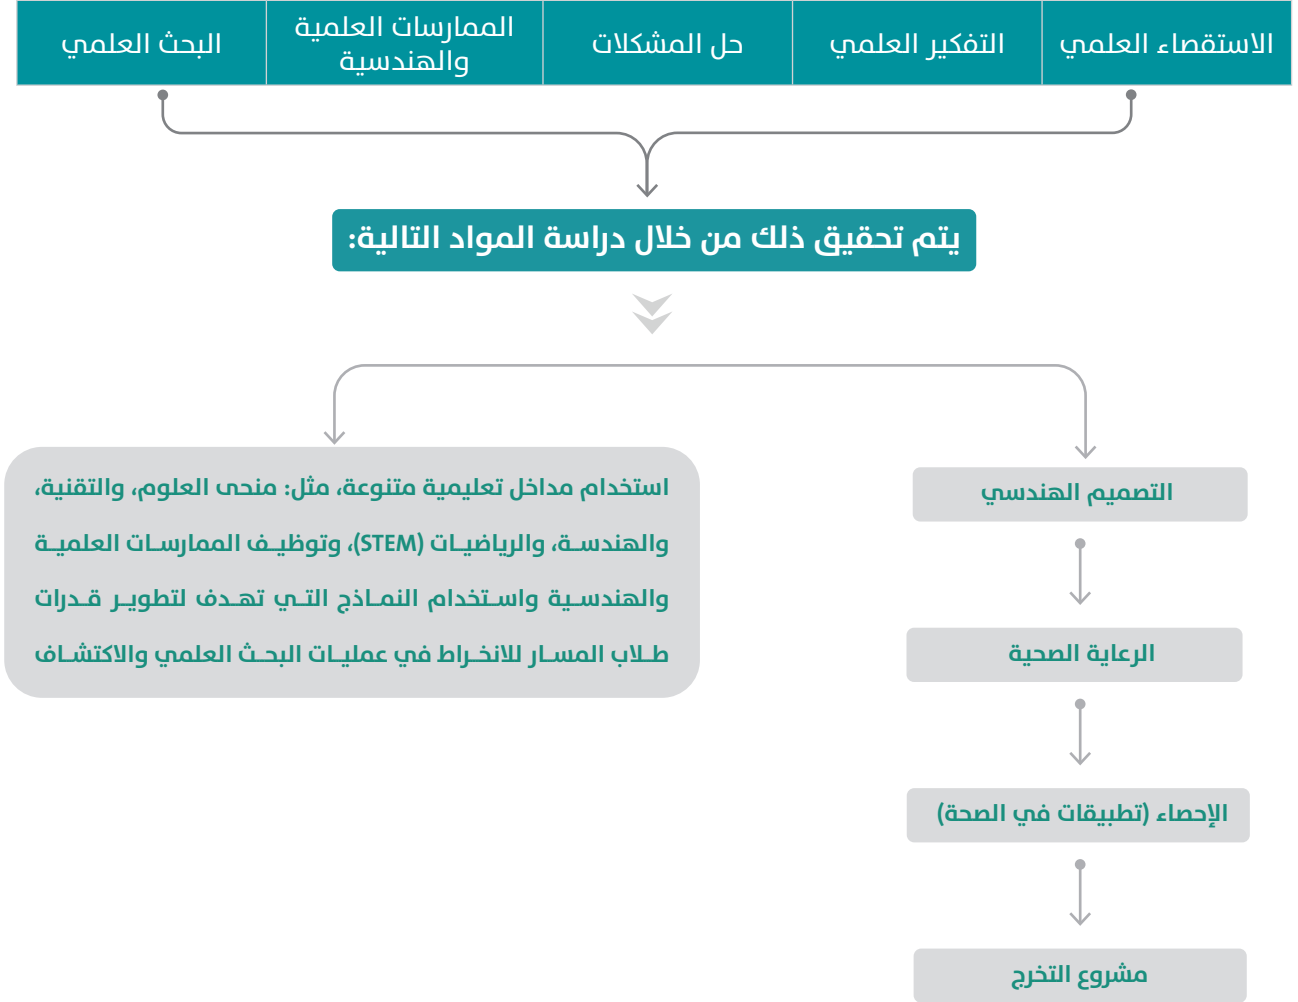 الاستقصاء العلمي
التفكير العلمي
حل المشكلات
الممارسات العلمية
والهندسية
البحث العلمي
يتم تحقيق ذلك من خلال دراسة المواد التالية:
التصميم الهندسي
الرعاية الصحية
الإحصاء (تطبيقات في الصحة)
مشروع التخرج
استخدام مداخل تعليمية متنوعة، مثل: منحى العلوم، والتقنية،
والهندسـة، والرياضيـات (STEM)، وتوظيـف الممارسـات العلميـة
والهندسـية واسـتخدام النمـاذج التـي تهـدف لتطويـر قـدرات
طـلاب المسـار للانخـراط في عمليـات البحـث العلمي والاكتشـاف